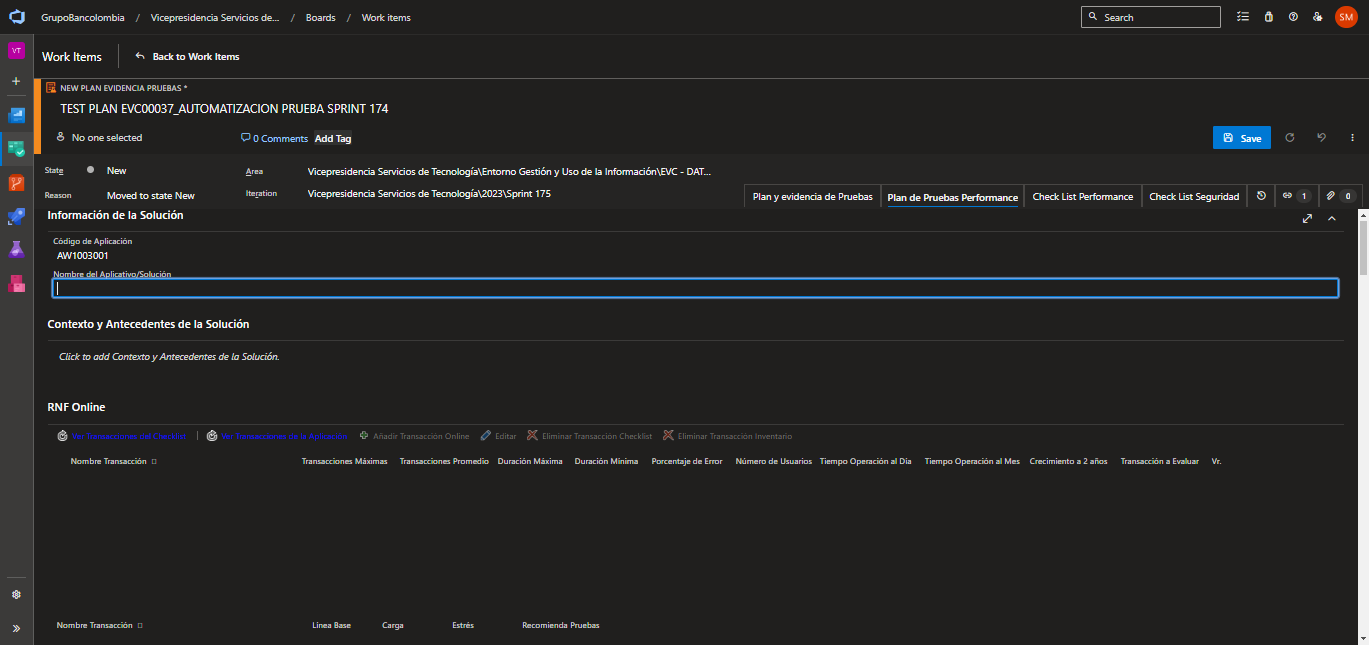 GrupoBancolombia / Vicepresidencia Servicios de... / Boards / Work items
Search
SM
VT
Work Items
Back to Work Items
NEW PLAN EVIDENCIA PRUEBAS *
TEST PLAN EVC00037_AUTOMATIZACION PRUEBA SPRINT 174
No one selected
0 Comments
Add Tag
Save
State
New
Area
Vicepresidencia Servicios de Tecnología\Entorno Gestión y Uso de la Información\EVC - DAT...
Reason
Moved to state New
Iteration
Vicepresidencia Servicios de Tecnología\2023\Sprint 175
Plan y evidencia de Pruebas
Plan de Pruebas Performance
Check List Performance
Check List Seguridad
1
0
Información de la Solución
Código de Aplicación
AW1003001
Nombre del Aplicativo/Solución
Contexto y Antecedentes de la Solución
Click to add Contexto y Antecedentes de la Solución.
RNF Online
Ver Transacciones del Checklist | Ver Transacciones de la Aplicación Añadir Transacción Online Editar Eliminar Transacción Checklist Eliminar Transacción Inventario
Nombre Transacción Transacciones Máximas Transacciones Promedio Duración Máxima Duración Mínima Porcentaje de Error Número de Usuarios Tiempo Operación al Día Tiempo Operación al Mes Crecimiento a 2 años Transacción a Evaluar Vr.
Nombre Transacción Línea Base Carga Estrés Recomienda Pruebas